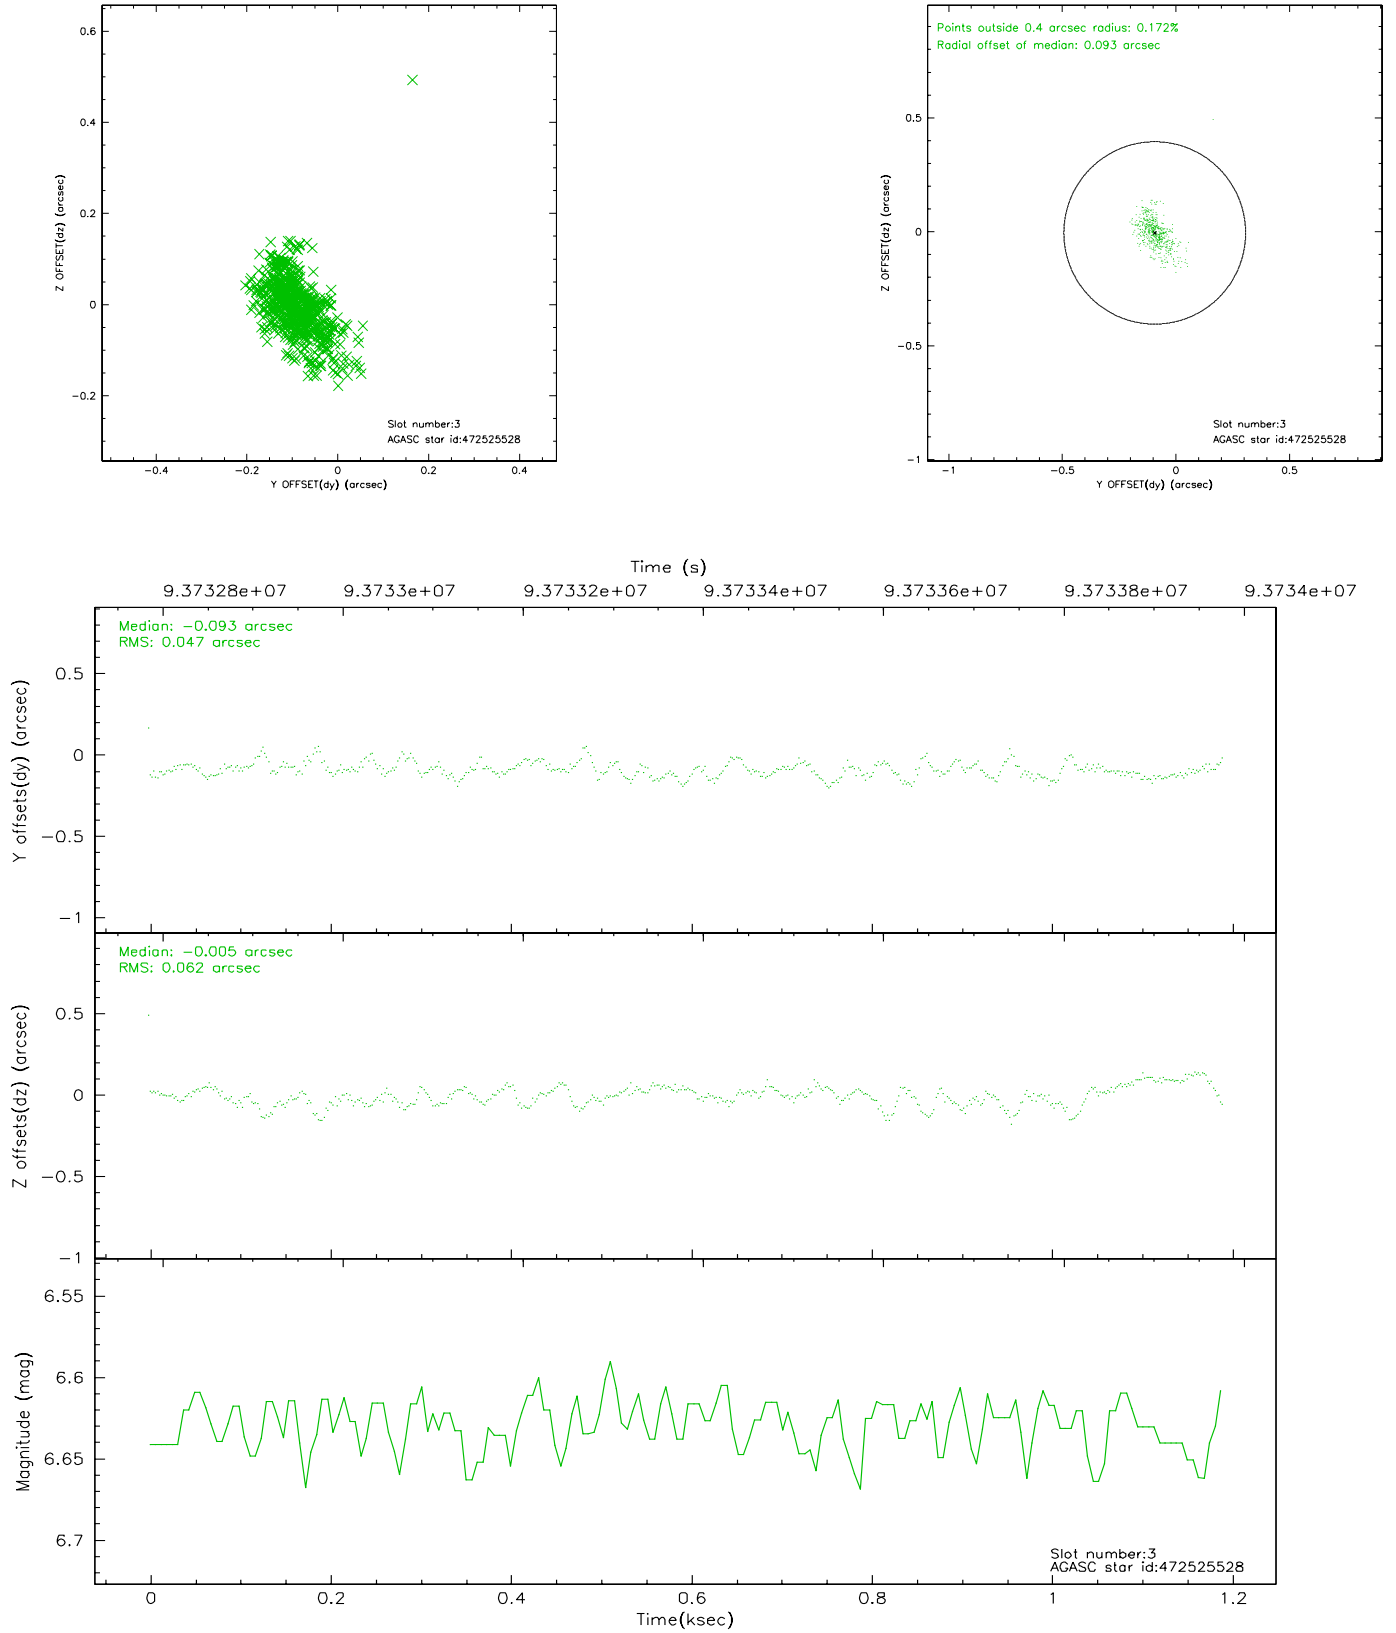 0.6
0.4
0.2
0
−0.2
Z OFFSET(dz) (arcsec)
Slot number:3
AGASC star id:472525528
−0.4 −0.2 0 0.2 0.4
Y OFFSET(dy) (arcsec)
Points outside 0.4 arcsec radius: 0.172%
Radial offset of median: 0.093 arcsec
0.5
0
−0.5
−1
Z OFFSET(dz) (arcsec)
Slot number:3
AGASC star id:472525528
−1 −0.5 0 0.5
Y OFFSET(dy) (arcsec)
Time (s)
9.37328e+07 9.3733e+07 9.37332e+07 9.37334e+07 9.37336e+07 9.37338e+07 9.3734e+07
Median: −0.093 arcsec
RMS: 0.047 arcsec
0.5
0
−0.5
−1
Y offsets(dy) (arcsec)
Median: −0.005 arcsec
RMS: 0.062 arcsec
0.5
0
−0.5
−1
Z offsets(dz) (arcsec)
6.55
6.6
6.65
6.7
Magnitude (mag)
Slot number:3
AGASC star id:472525528
0 0.2 0.4 0.6 0.8 1 1.2
Time(ksec)